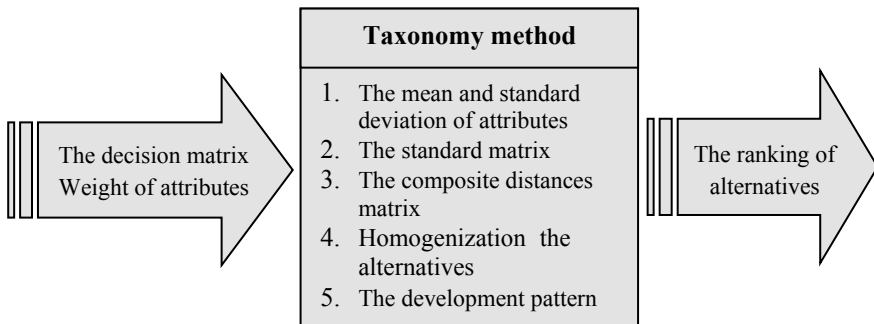 The decision matrix
Weight of attributes
Taxonomy method
1. The mean and standard
deviation of attributes
2. The standard matrix
3. The composite distances
matrix
4. Homogenization the
alternatives
5. The development pattern
The ranking of
alternatives